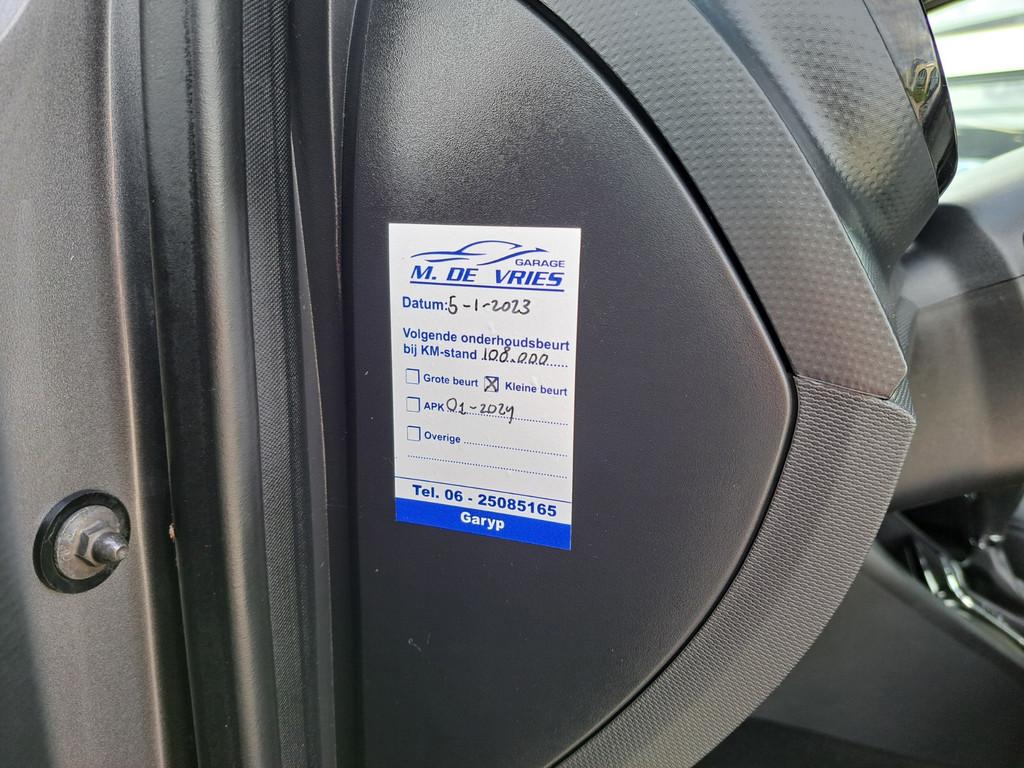 GARAGE
M. DE VRIES
Datum: 5-1-2023
Volgende onderhoudsbeurt
bij KM-stand 108.000
Grote beurt Kleine beurt
APK 01-2024
Overige
Tel. 06 - 25085165
Garyp